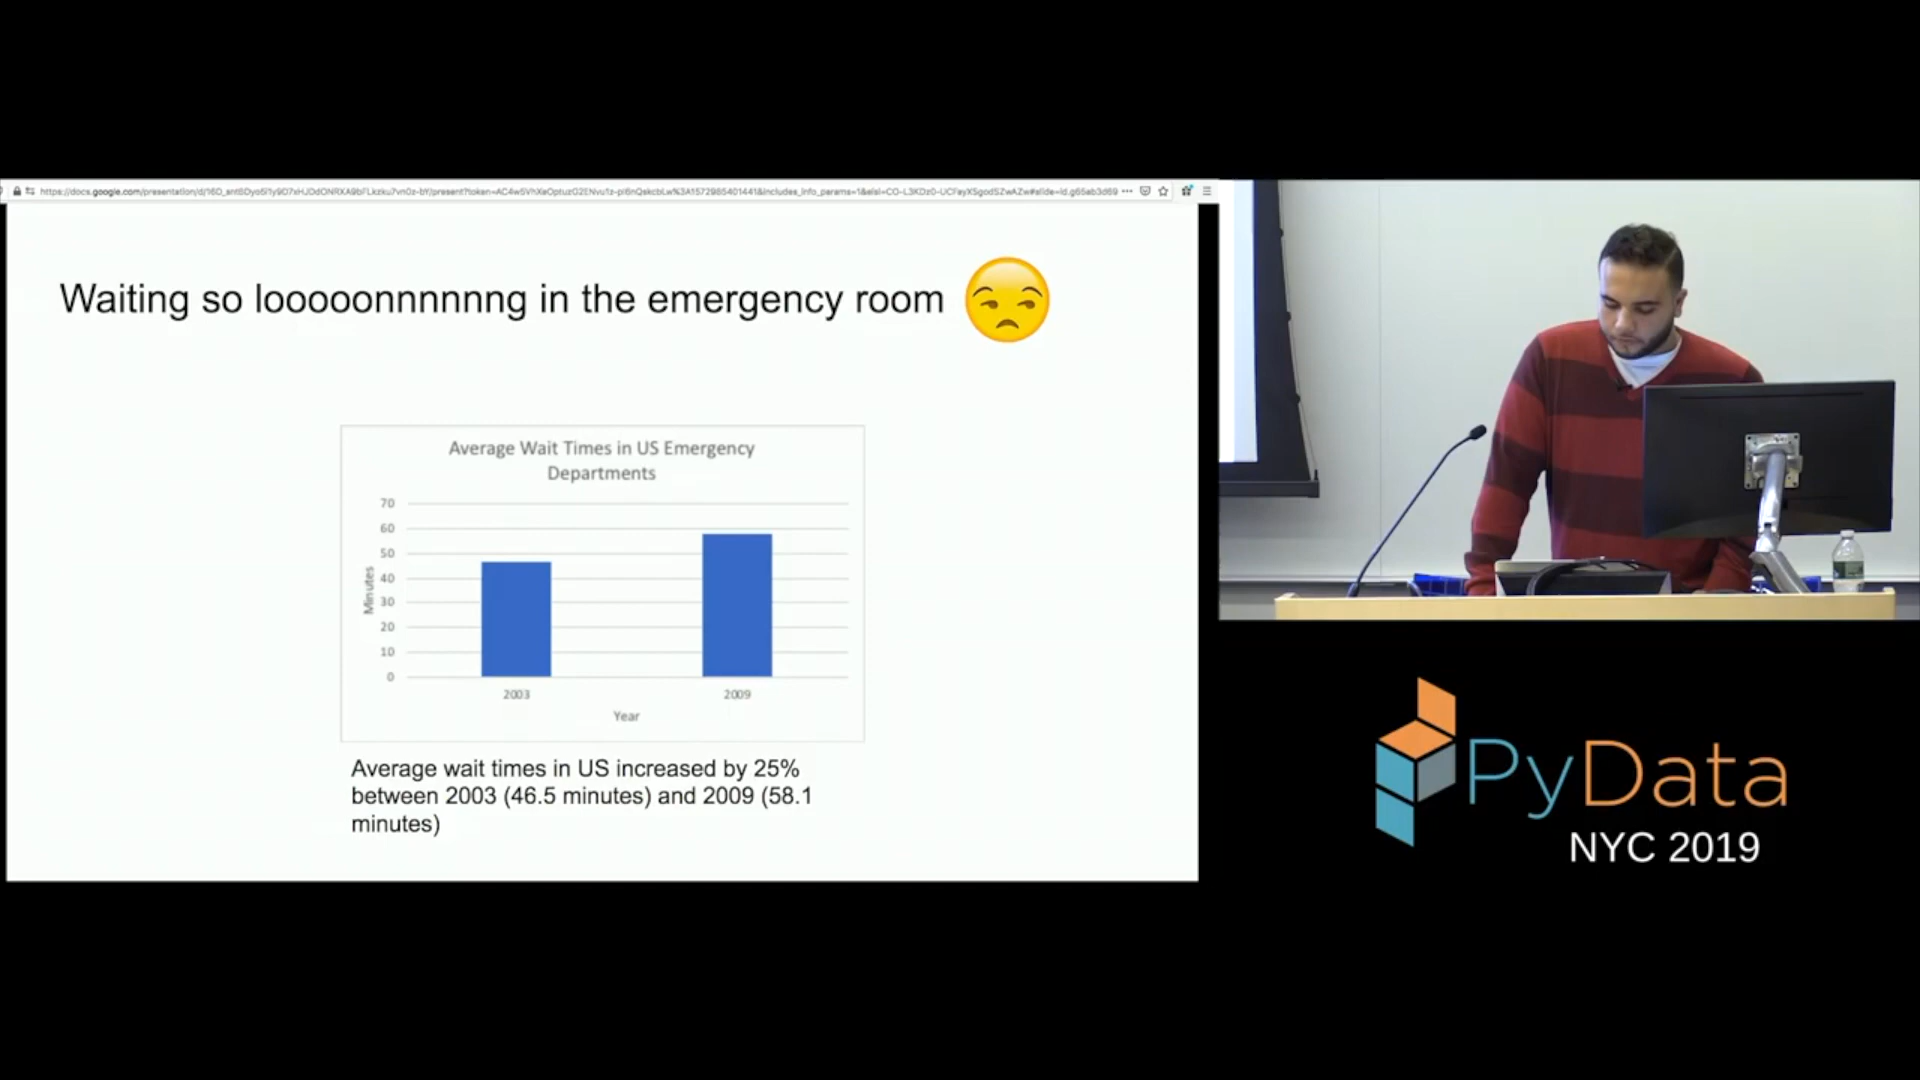 Waiting so looooonnnnnng in the emergency room
Average Wait Times in US Emergency
Departments
70
60
50
40
30
20
10
0
Minutes
2003
2009
Year
Average wait times in US increased by 25%
between 2003 (46.5 minutes) and 2009 (58.1
minutes)
PyData
NYC 2019